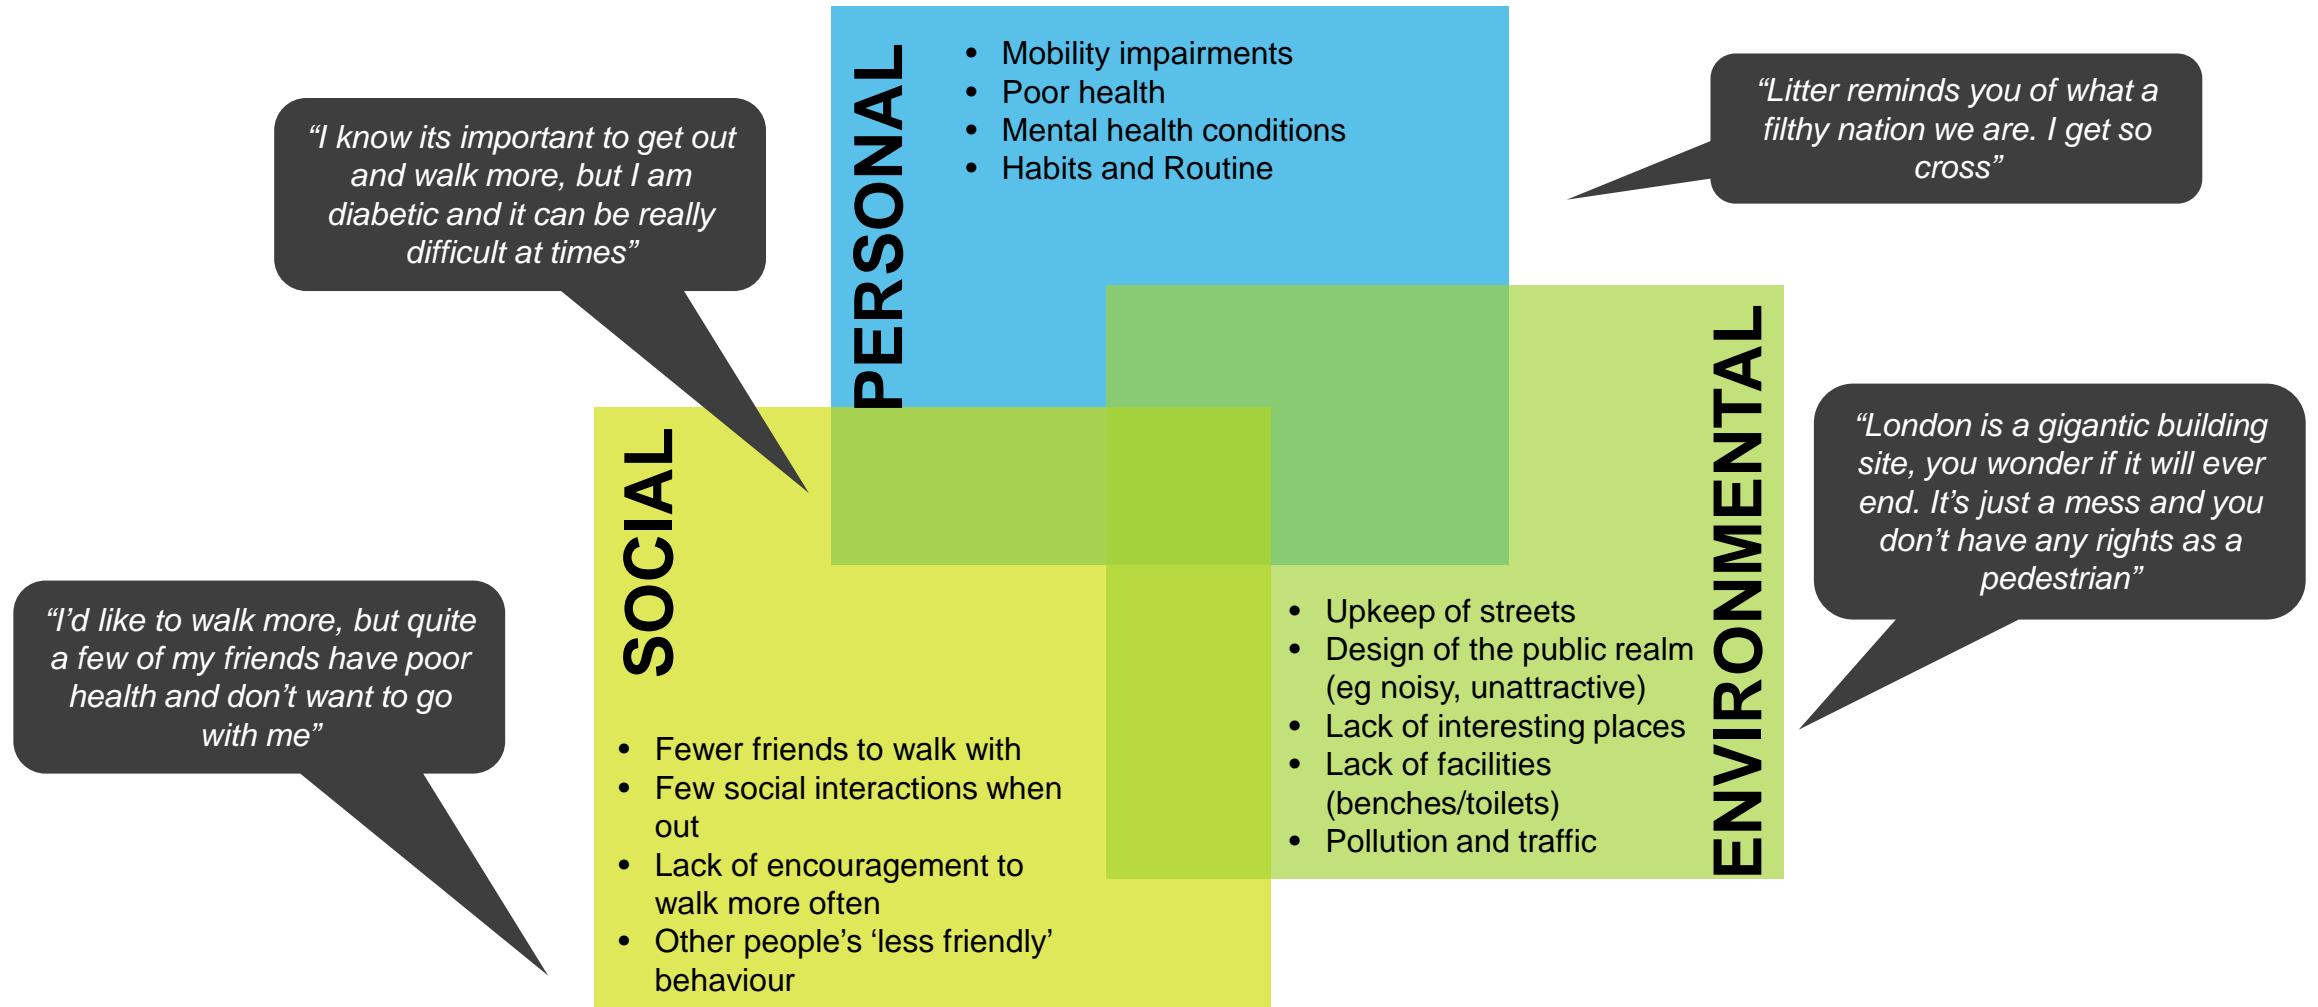 PERSONAL
• Mobility impairments
• Poor health
• Mental health conditions
• Habits and Routine
“I know its important to get out
and walk more, but I am
diabetic and it can be really
difficult at times”
“Litter reminds you of what a
filthy nation we are. I get so
cross”
SOCIAL
• Fewer friends to walk with
• Few social interactions when
out
• Lack of encouragement to
walk more often
• Other people’s ‘less friendly’
behaviour
“I’d like to walk more, but quite
a few of my friends have poor
health and don’t want to go
with me”
ENVIRONMENTAL
• Upkeep of streets
• Design of the public realm
(eg noisy, unattractive)
• Lack of interesting places
• Lack of facilities
(benches/toilets)
• Pollution and traffic
“London is a gigantic building
site, you wonder if it will ever
end. It’s just a mess and you
don’t have any rights as a
pedestrian”